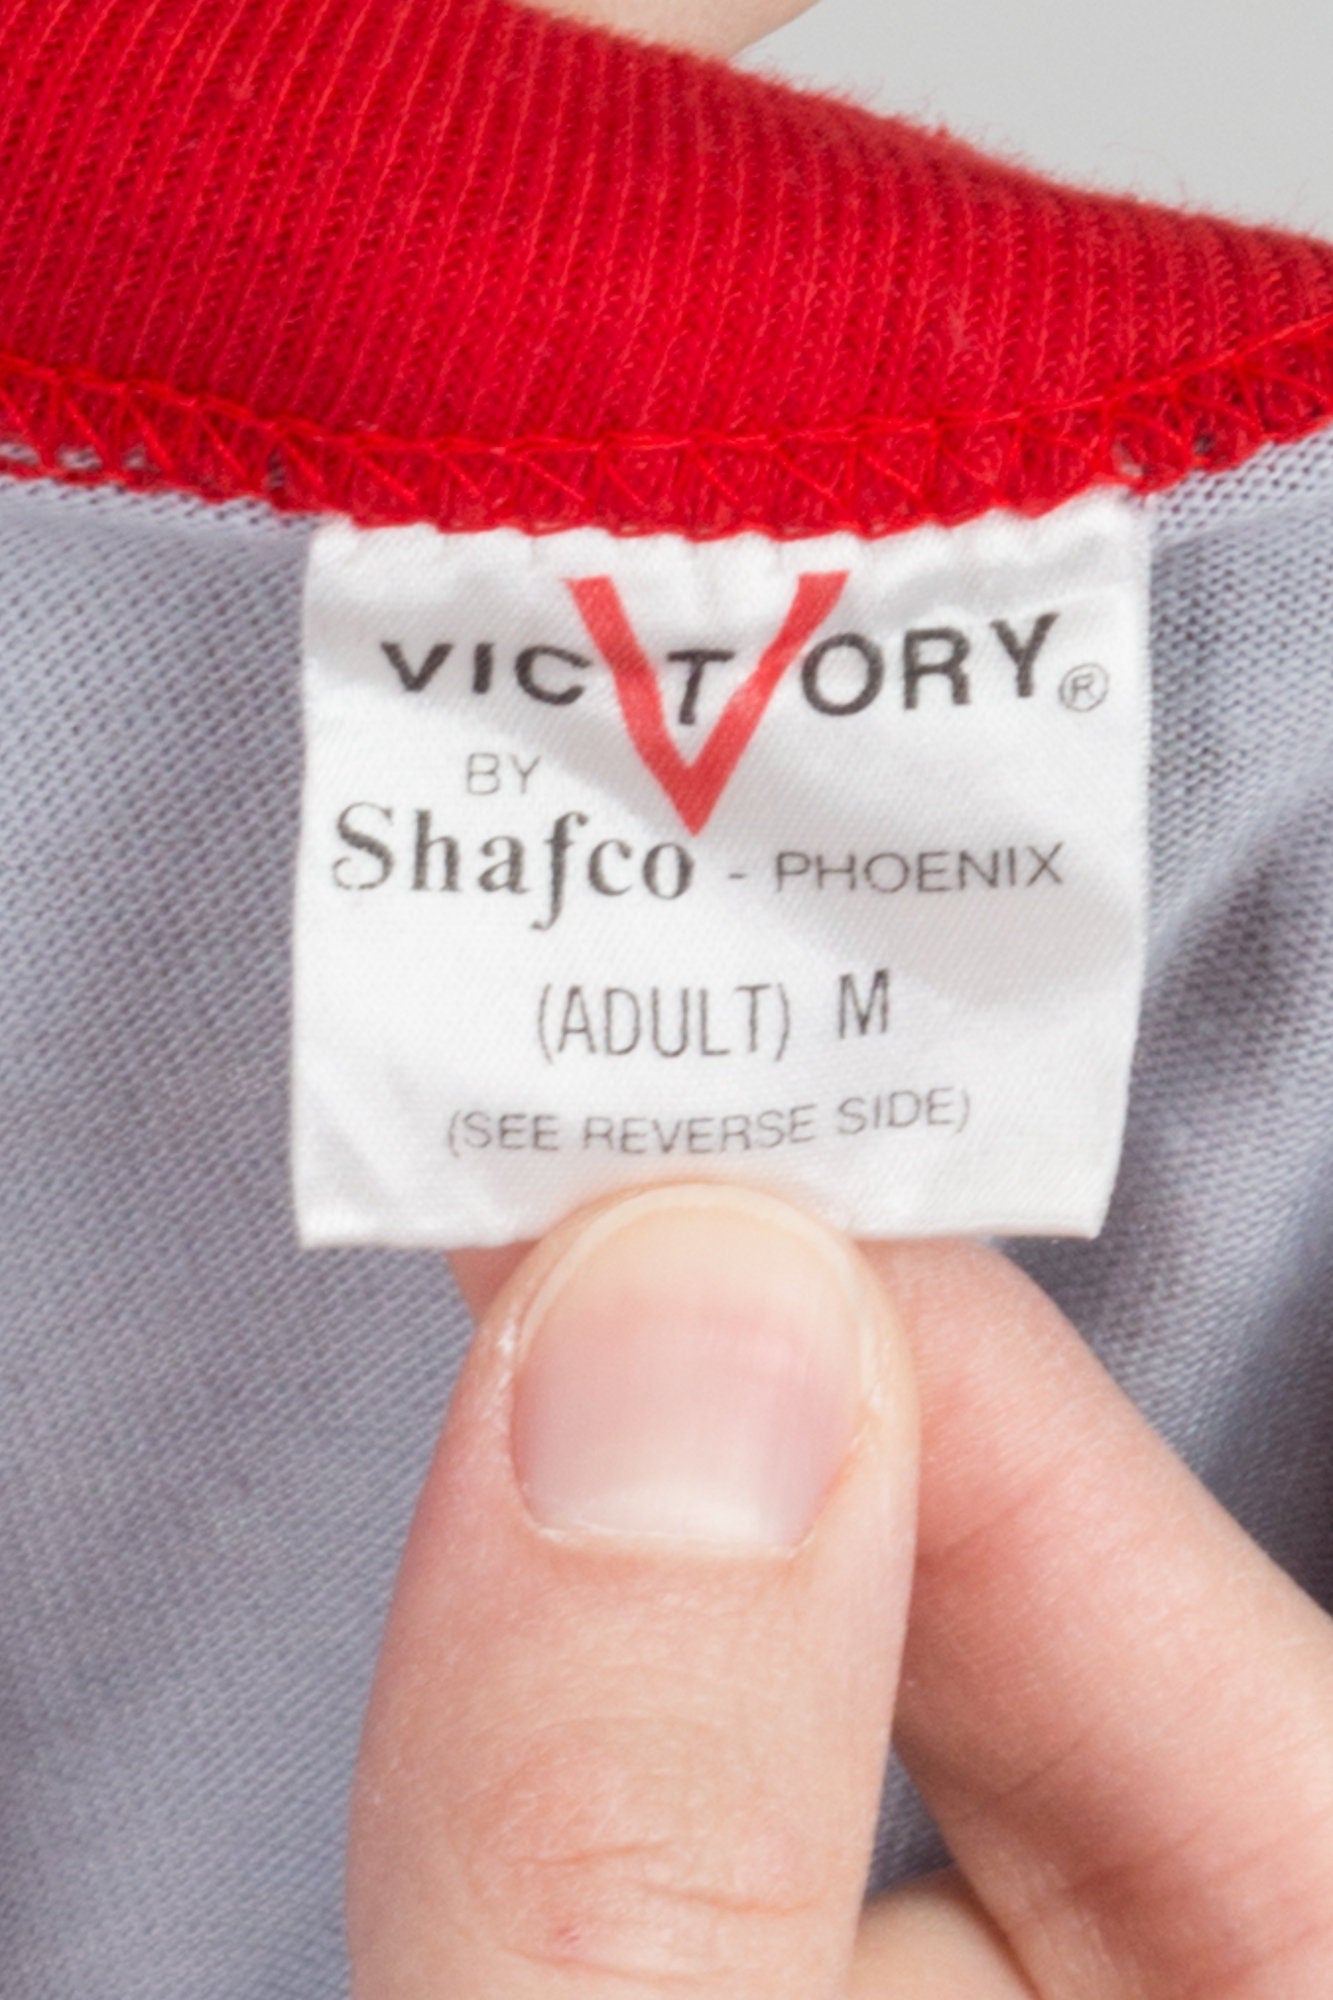 VICTORY®
BY
Shafco - PHOENIX
(ADULT) M
(SEE REVERSE SIDE)